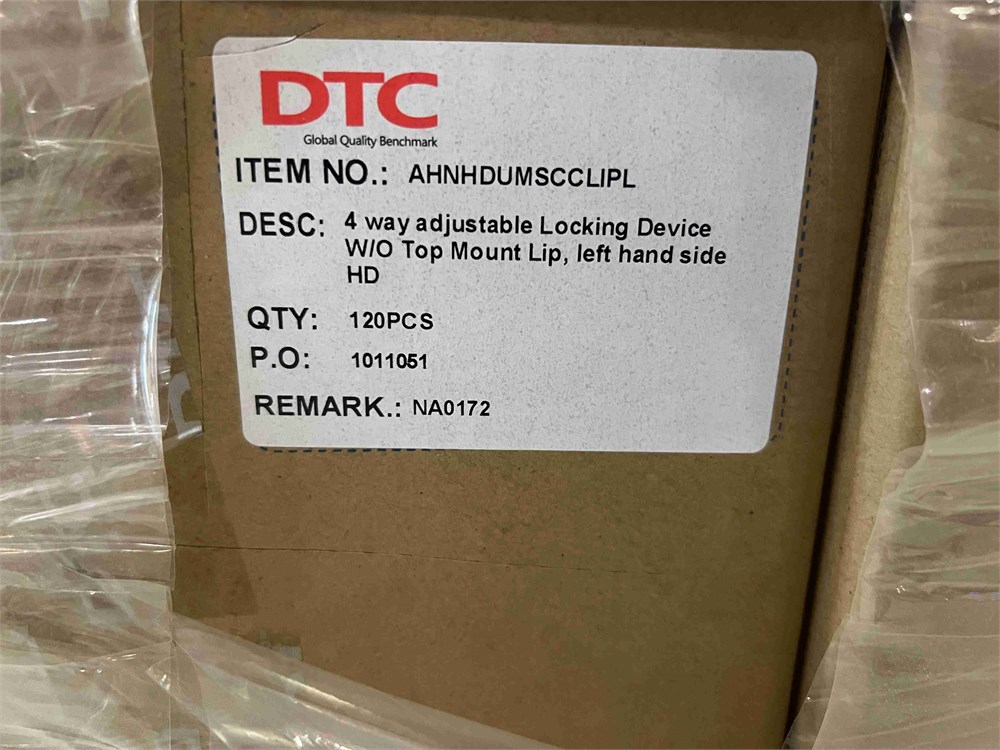 DTC
Global Quality Benchmark
ITEM NO.: AHNHDUMSCCLIPL
DESC: 4 way adjustable Locking Device
W/O Top Mount Lip, left hand side
HD
QTY: 120PCS
P.O: 1011051
REMARK.: NA0172